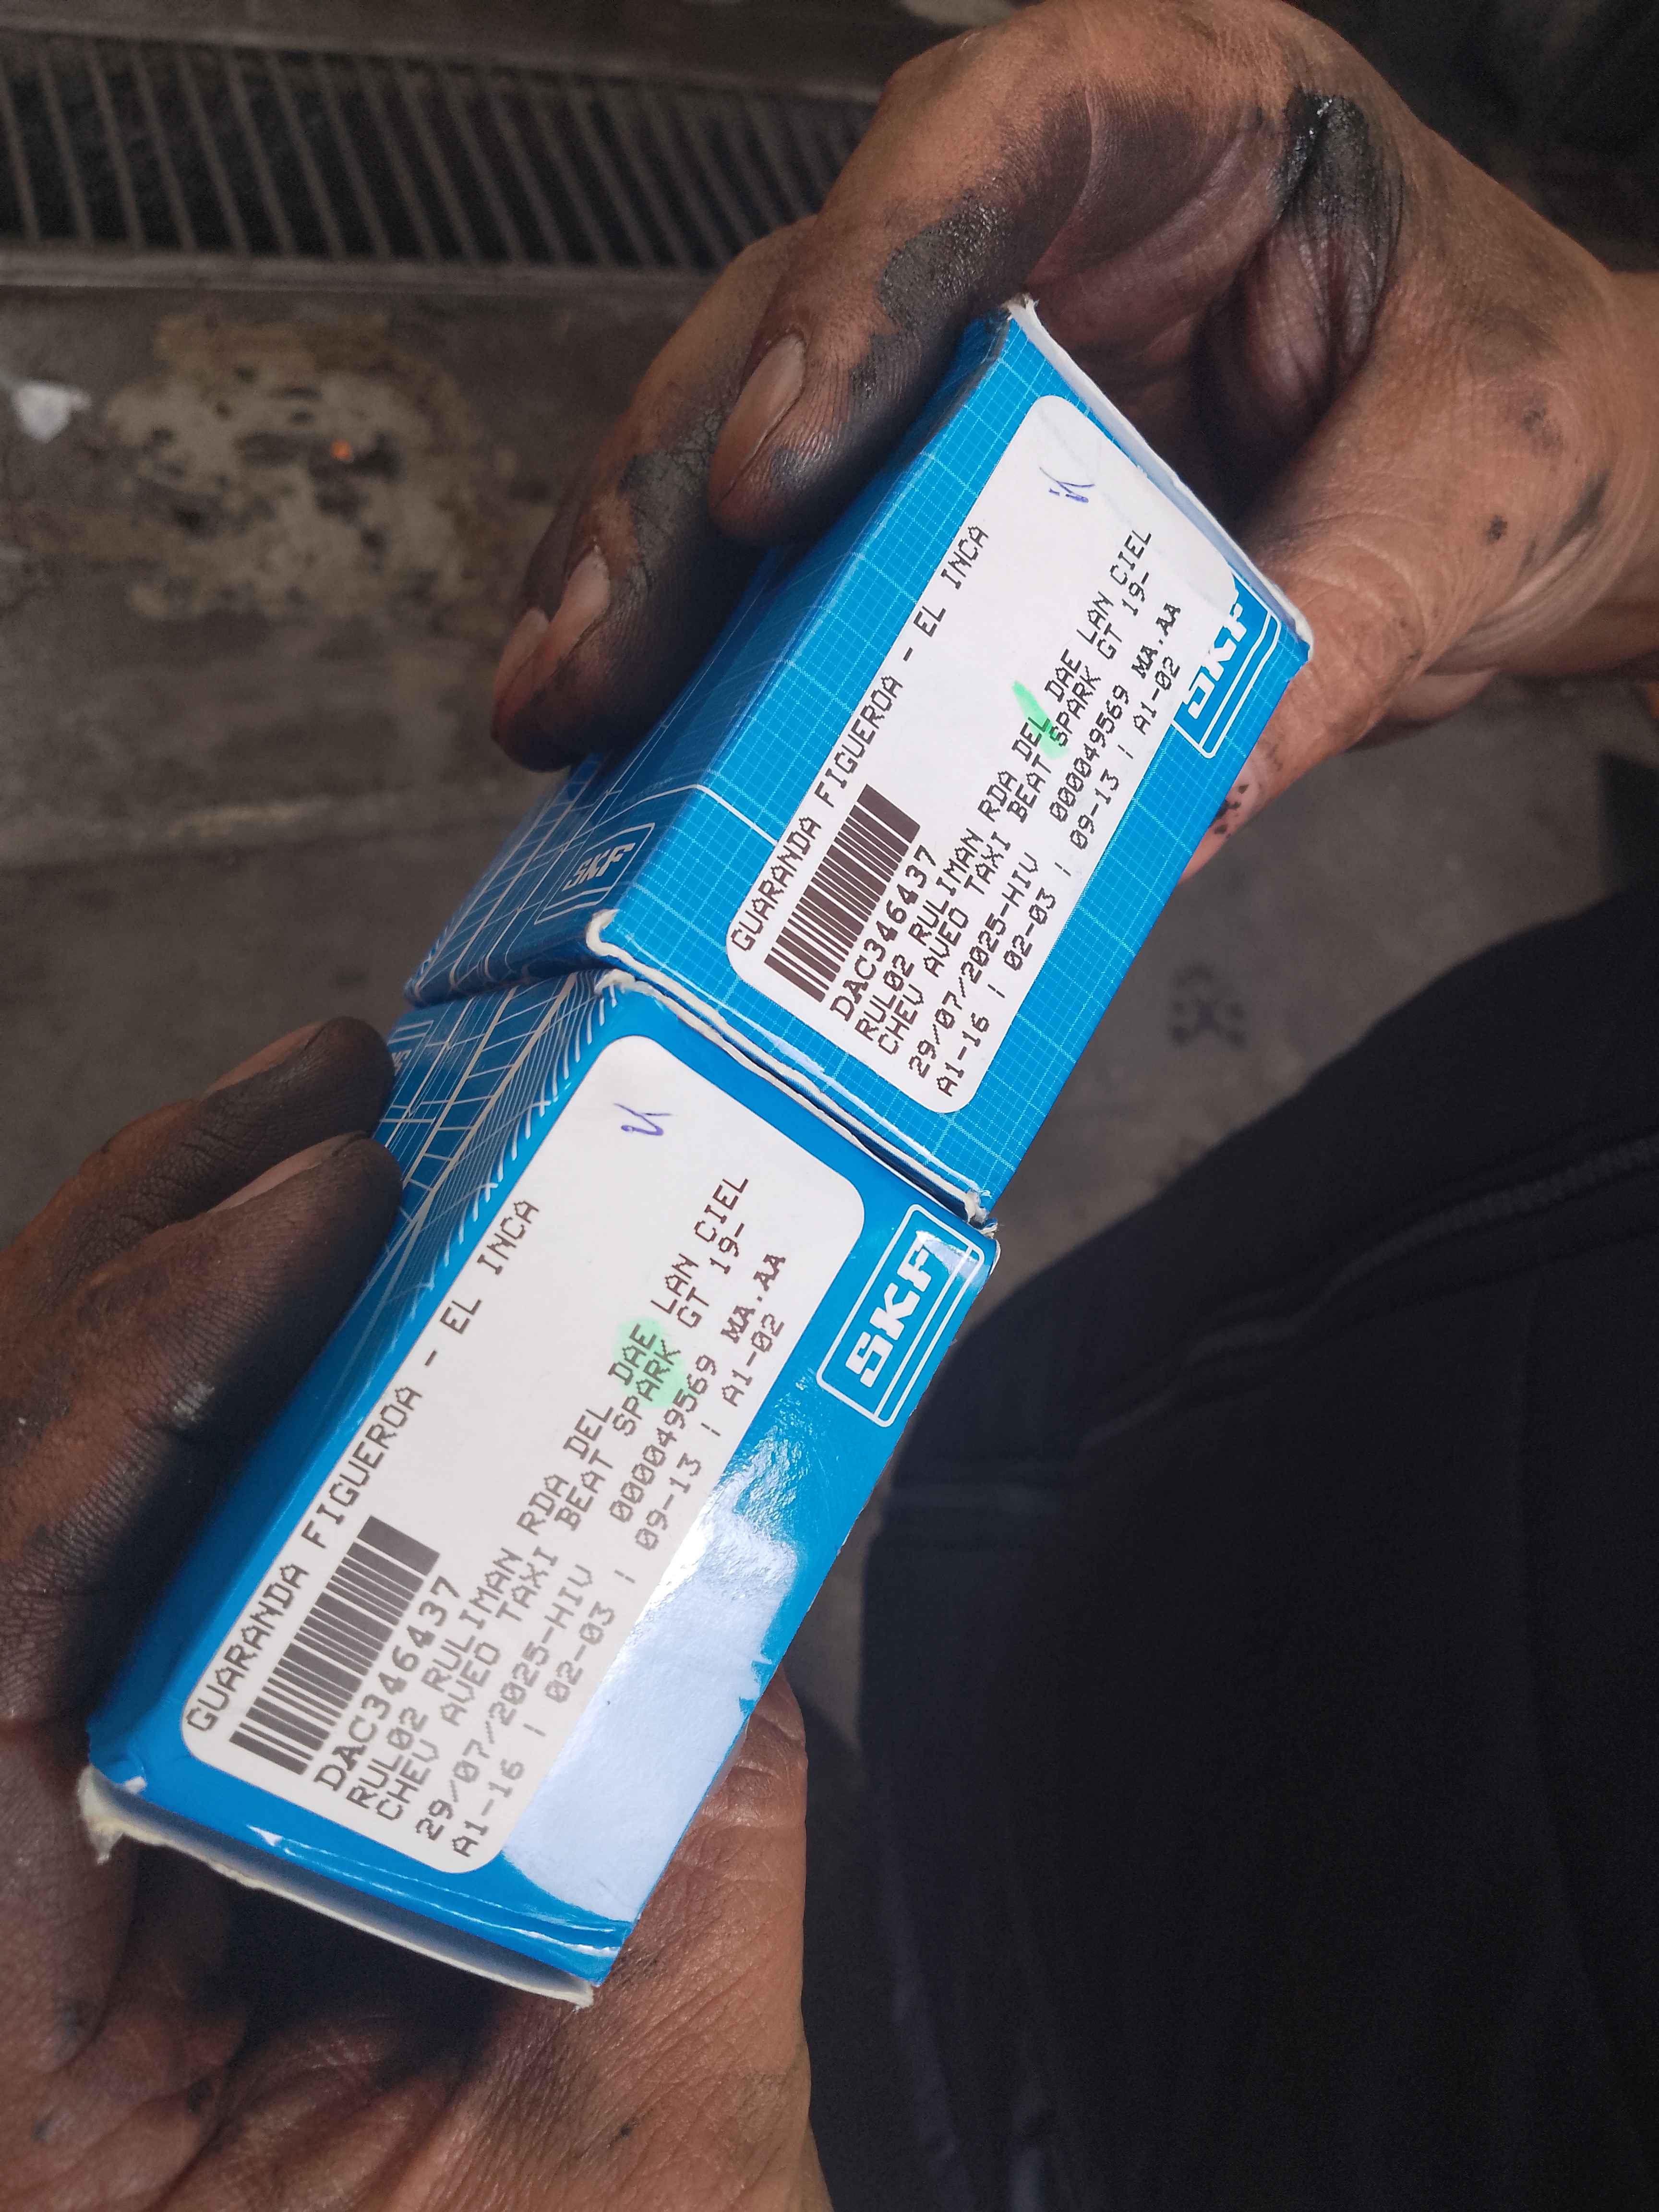 GUARANDA FIGUEROA - EL INCA
DAC346437
RUL02 RULIMAN RDA DEL DAE LAN CIEL
CHEV AVEO TAXI BEAT SPARK GT 19-
29/07/2025-HIV 0000049569 MA.AA
A1-16 | 02-03 | 09-13 | A1-02
SKF
SKF
GUARANDA FIGUEROA - EL INCA
DAC346437
RUL02 RULIMAN RDA DEL DAE LAN CIEL
CHEV AVEO TAXI BEAT SPARK GT 19-
29/07/2025-HIV 0000049569 MA.AA
A1-16 | 02-03 | 09-13 | A1-02
SKF